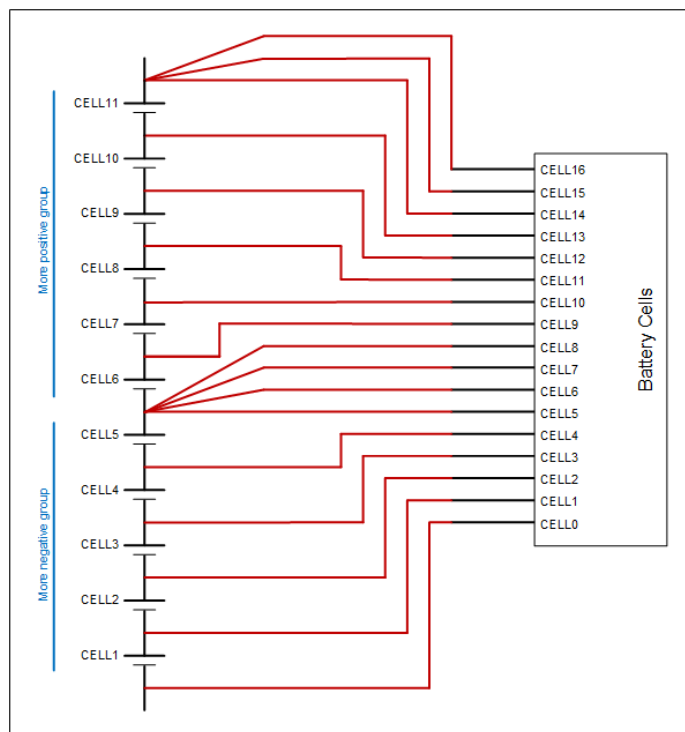 More positive group
CELL11
CELL10
CELL9
CELL8
CELL7
CELL6
More negative group
CELL5
CELL4
CELL3
CELL2
CELL1
CELL16
CELL15
CELL14
CELL13
CELL12
CELL11
CELL10
CELL9
CELL8
CELL7
CELL6
CELL5
CELL4
CELL3
CELL2
CELL1
CELL0
Battery Cells